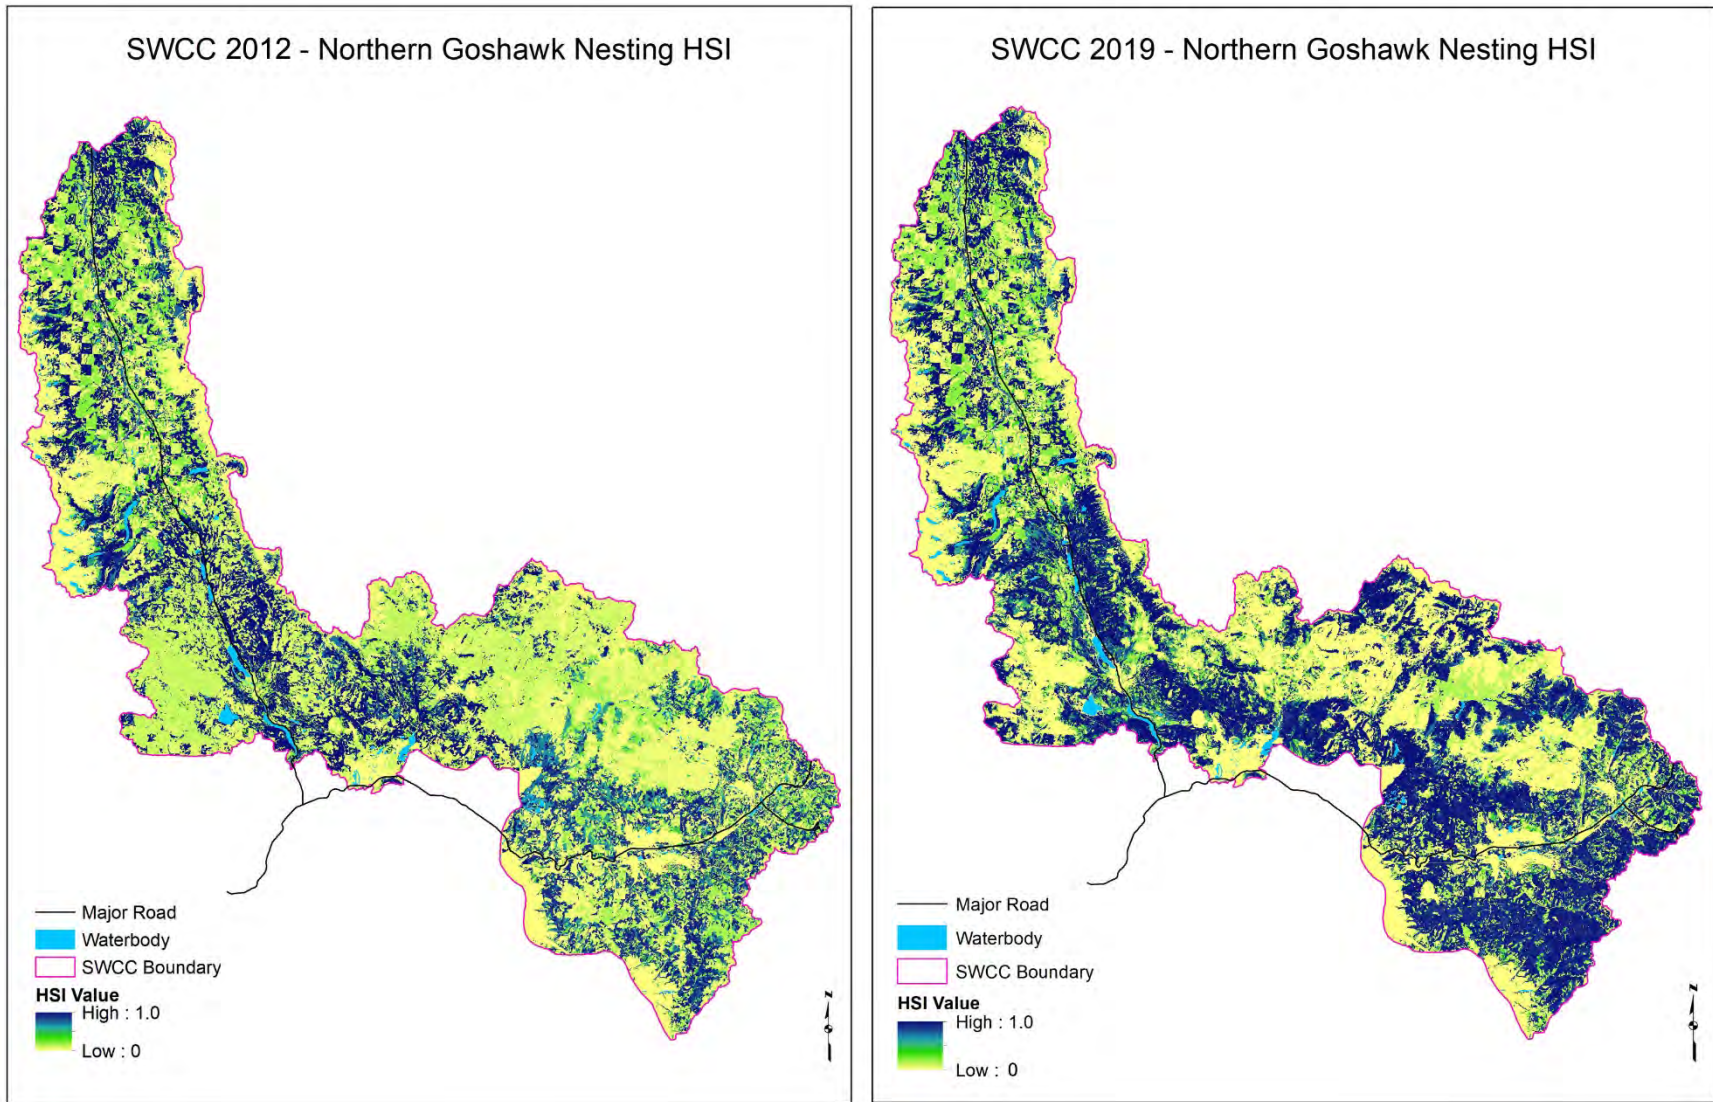 SWCC 2012 - Northern Goshawk Nesting HSI
Major Road
Waterbody
SWCC Boundary
HSI Value
High : 1.0
Low : 0
z
SWCC 2019 - Northern Goshawk Nesting HSI
Major Road
Waterbody
SWCC Boundary
HSI Value
High : 1.0
Low : 0
z